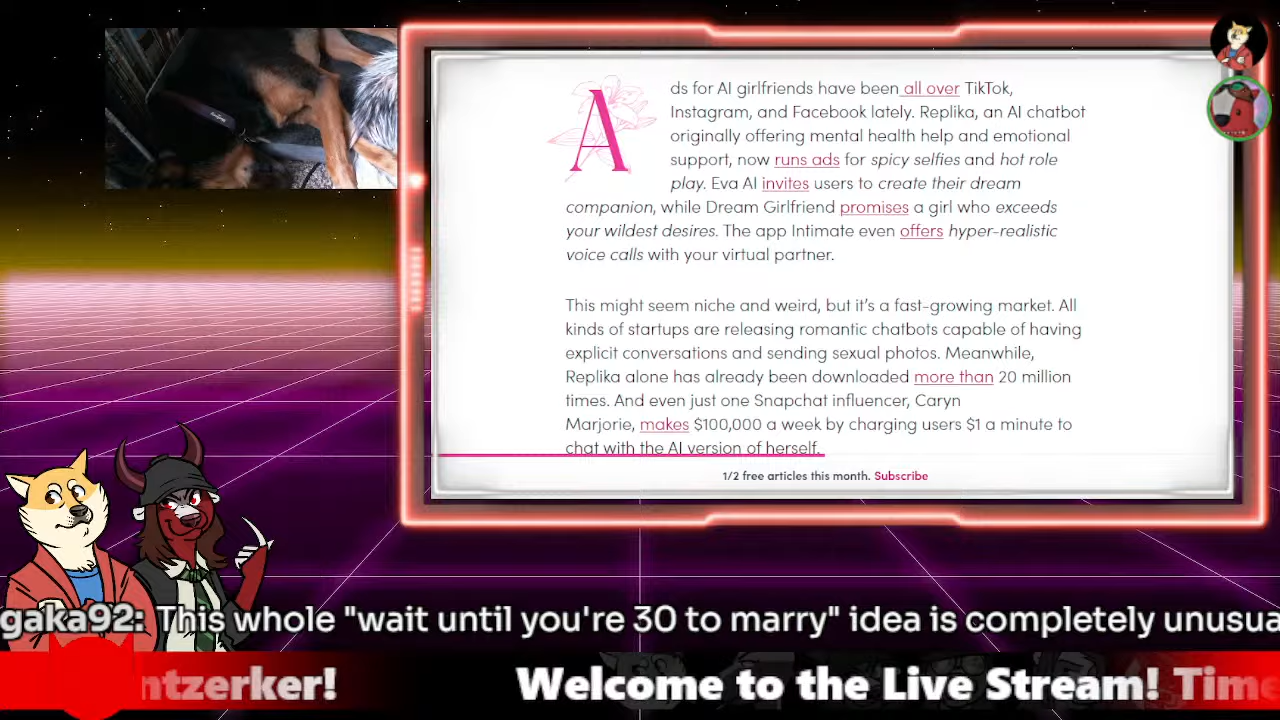 Ads for AI girlfriends have been all over TikTok,
Instagram, and Facebook lately. Replika, an AI chatbot
originally offering mental health help and emotional
support, now runs ads for spicy selfies and hot role
play. Eva AI invites users to create their dream
companion, while Dream Girlfriend promises a girl who exceeds
your wildest desires. The app Intimate even offers hyper-realistic
voice calls with your virtual partner.
This might seem niche and weird, but it’s a fast-growing market. All
kinds of startups are releasing romantic chatbots capable of having
explicit conversations and sending sexual photos. Meanwhile,
Replika alone has already been downloaded more than 20 million
times. And even just one Snapchat influencer, Caryn
Marjorie, makes $100,000 a week by charging users $1 a minute to
chat with the AI version of herself.
1/2 free articles this month. Subscribe
gaka92: This whole "wait until you're 30 to marry" idea is completely unusua
ntzerker! Welcome to the Live Stream! Time